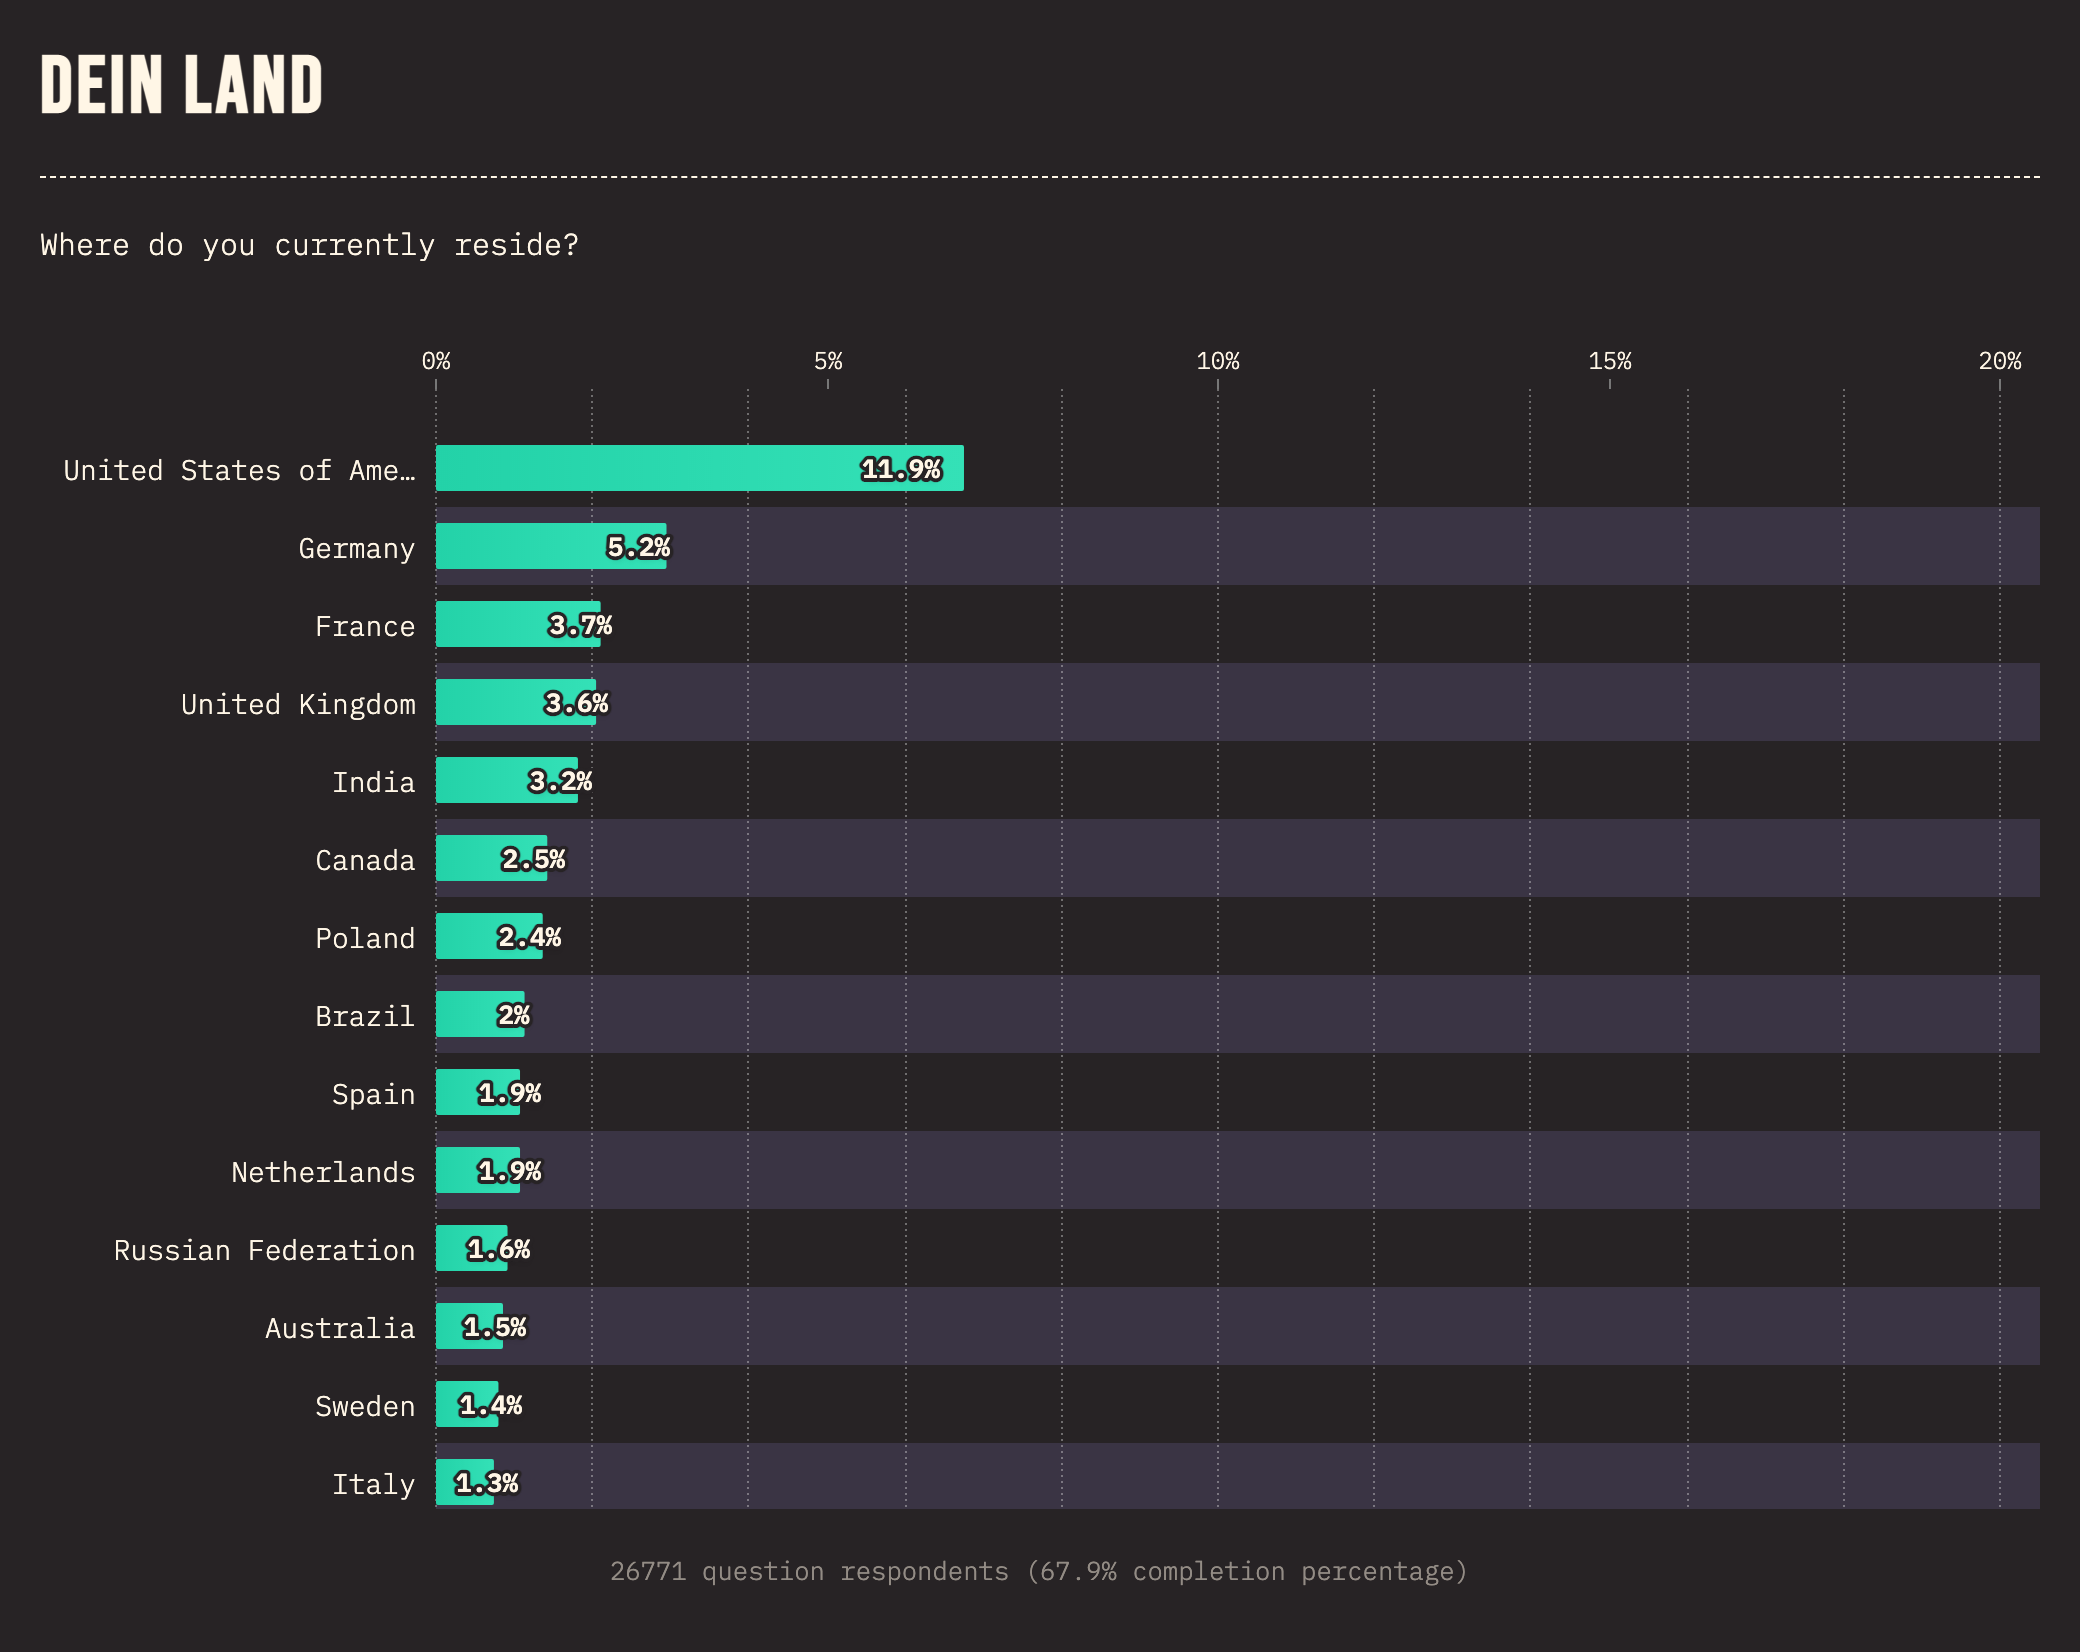 DEIN LAND
Where do you currently reside?
0% 5% 10% 15% 20%
United States of Ame… 11.9%
Germany 5.2%
France 3.7%
United Kingdom 3.6%
India 3.2%
Canada 2.5%
Poland 2.4%
Brazil 2%
Spain 1.9%
Netherlands 1.9%
Russian Federation 1.6%
Australia 1.5%
Sweden 1.4%
Italy 1.3%
26771 question respondents (67.9% completion percentage)